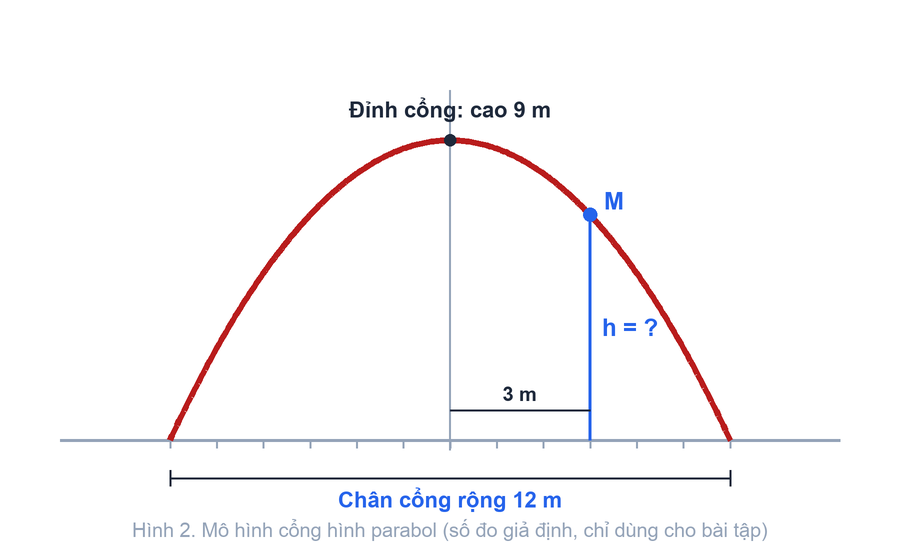 Đỉnh cổng: cao 9 m
M
h = ?
3 m
Chân cổng rộng 12 m
Hình 2. Mô hình cổng hình parabol (số đo giả định, chỉ dùng cho bài tập)